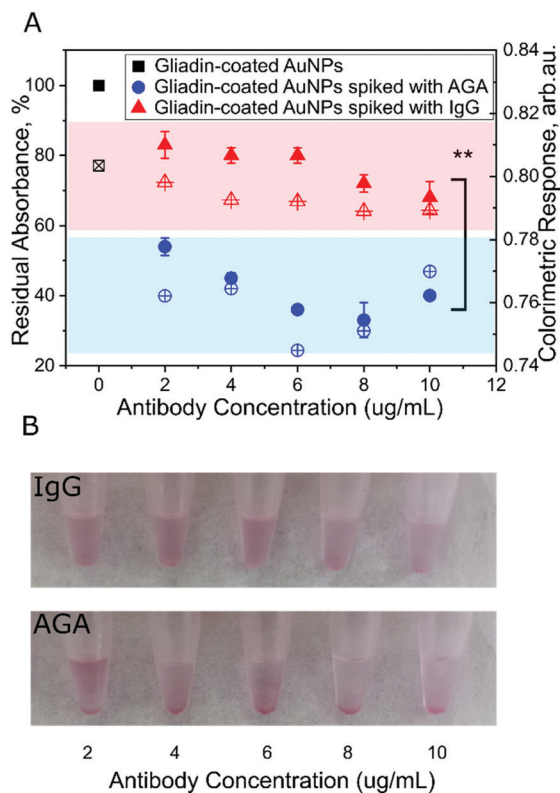 A
Gliadin-coated AuNPs
Gliadin-coated AuNPs spiked with AGA
Gliadin-coated AuNPs spiked with IgG
Residual Absorbance, %
100
80
60
40
20
Colorimetric Response, arb.au.
0.84
0.82
0.80
0.78
0.76
0.74
**
0 2 4 6 8 10 12
Antibody Concentration (ug/mL)
B
IgG
AGA
2 4 6 8 10
Antibody Concentration (ug/mL)